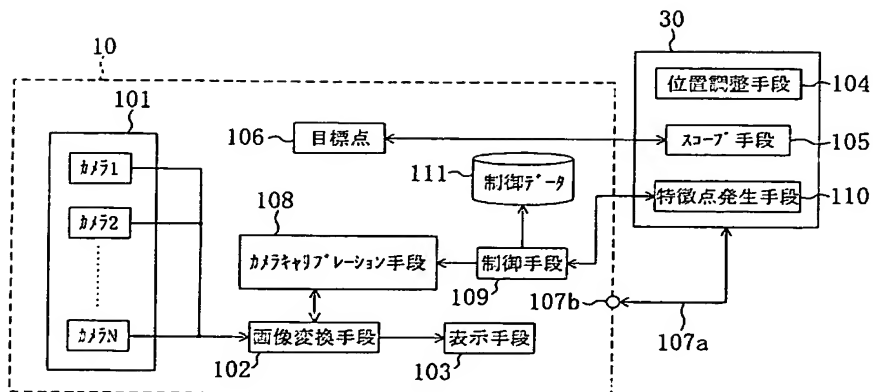 10
30
101
位置調整手段
104
106
目標点
スコープ手段
105
カメラ1
111
制御データ
特徴点発生手段
110
108
カメラ2
カメラキャリブレーション手段
制御手段
109
107b
107a
カメラN
画像変換手段
表示手段
102
103